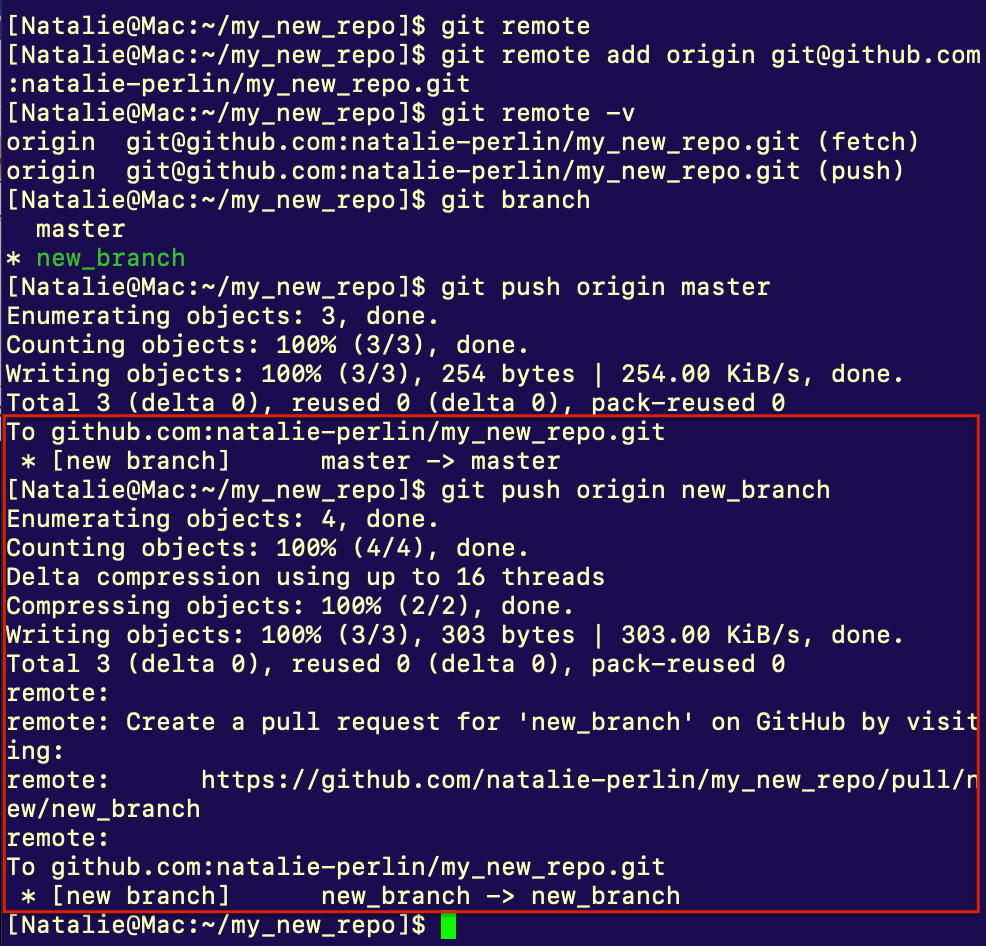 [Natalie@Mac:~/my_new_repo]$ git remote
[Natalie@Mac:~/my_new_repo]$ git remote add origin git@github.com
:natalie-perlin/my_new_repo.git
[Natalie@Mac:~/my_new_repo]$ git remote -v
origin  git@github.com:natalie-perlin/my_new_repo.git (fetch)
origin  git@github.com:natalie-perlin/my_new_repo.git (push)
[Natalie@Mac:~/my_new_repo]$ git branch
  master
* new_branch
[Natalie@Mac:~/my_new_repo]$ git push origin master
Enumerating objects: 3, done.
Counting objects: 100% (3/3), done.
Writing objects: 100% (3/3), 254 bytes | 254.00 KiB/s, done.
Total 3 (delta 0), reused 0 (delta 0), pack-reused 0
To github.com:natalie-perlin/my_new_repo.git
 * [new branch]      master -> master
[Natalie@Mac:~/my_new_repo]$ git push origin new_branch
Enumerating objects: 4, done.
Counting objects: 100% (4/4), done.
Delta compression using up to 16 threads
Compressing objects: 100% (2/2), done.
Writing objects: 100% (3/3), 303 bytes | 303.00 KiB/s, done.
Total 3 (delta 0), reused 0 (delta 0), pack-reused 0
remote:
remote: Create a pull request for 'new_branch' on GitHub by visit
ing:
remote:      https://github.com/natalie-perlin/my_new_repo/pull/n
ew/new_branch
remote:
To github.com:natalie-perlin/my_new_repo.git
 * [new branch]      new_branch -> new_branch
[Natalie@Mac:~/my_new_repo]$